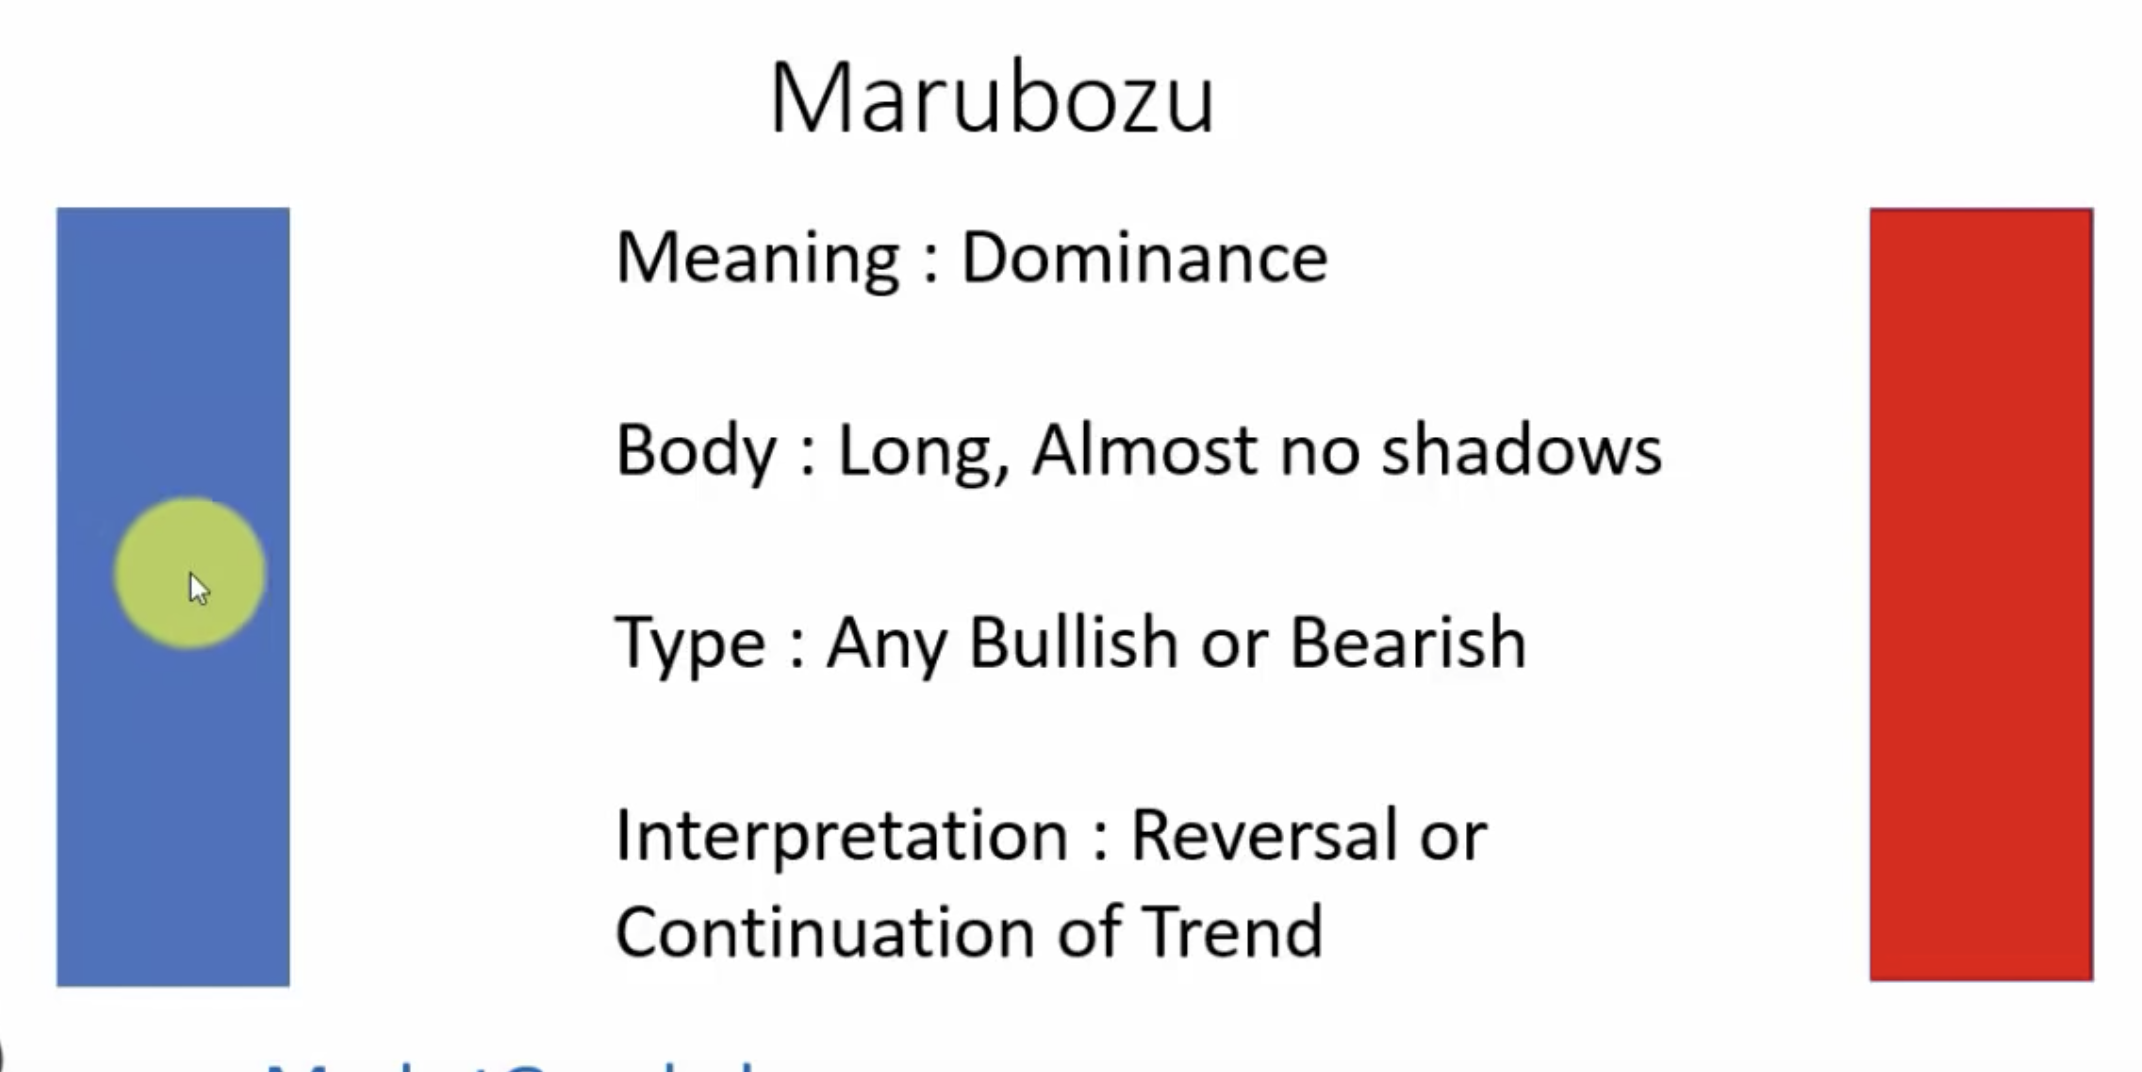 Marubozu
Meaning : Dominance
Body : Long, Almost no shadows
Type : Any Bullish or Bearish
Interpretation : Reversal or
Continuation of Trend